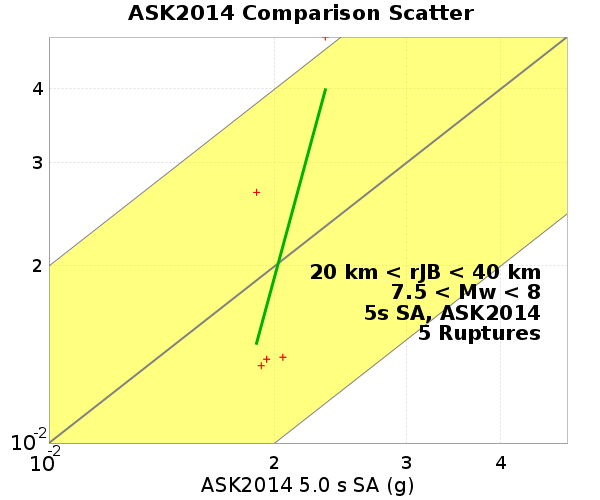 ASK2014 Comparison Scatter
4
3
2
20 km < rJB < 40 km
7.5 < Mw < 8
5s SA, ASK2014
5 Ruptures
10-2
10-2 2 3 4
ASK2014 5.0 s SA (g)